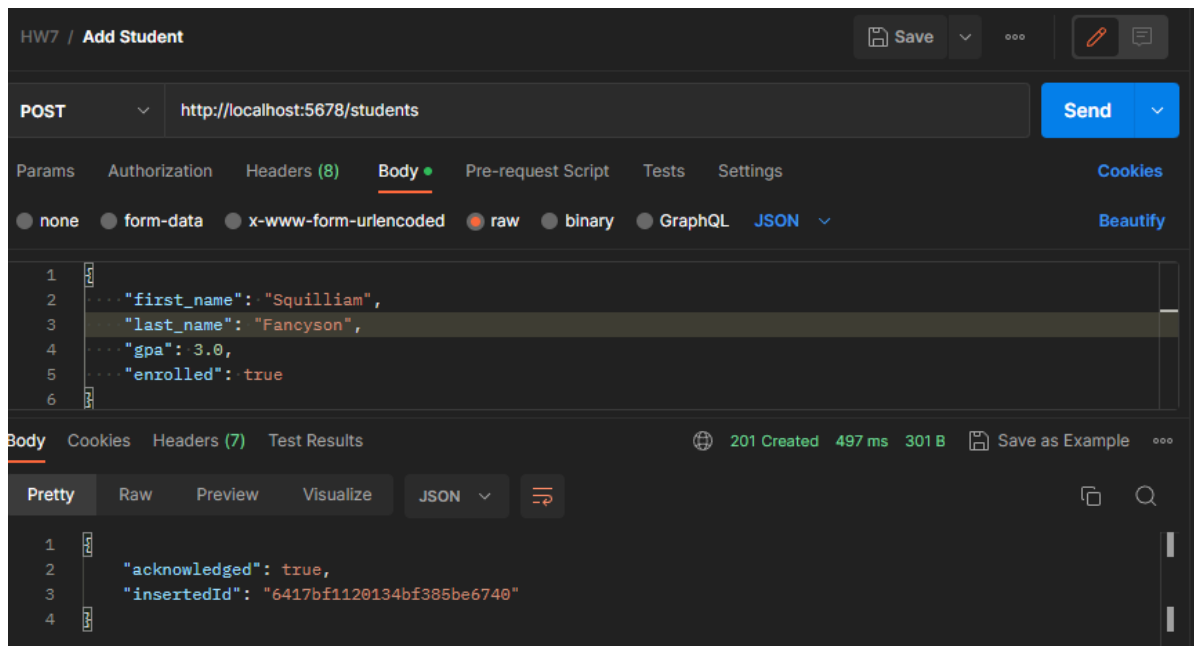 HW7 / Add Student Save
POST http://localhost:5678/students Send
Params Authorization Headers (8) Body Pre-request Script Tests Settings Cookies
none form-data x-www-form-urlencoded raw binary GraphQL JSON Beautify
1 {
2 "first_name": "Squilliam",
3 "last_name": "Fancyson",
4 "gpa": 3.0,
5 "enrolled": true
6 }
Body Cookies Headers (7) Test Results 201 Created 497 ms 301 B Save as Example
Pretty Raw Preview Visualize JSON
1 {
2 "acknowledged": true,
3 "insertedId": "6417bf1120134bf385be6740"
4 }